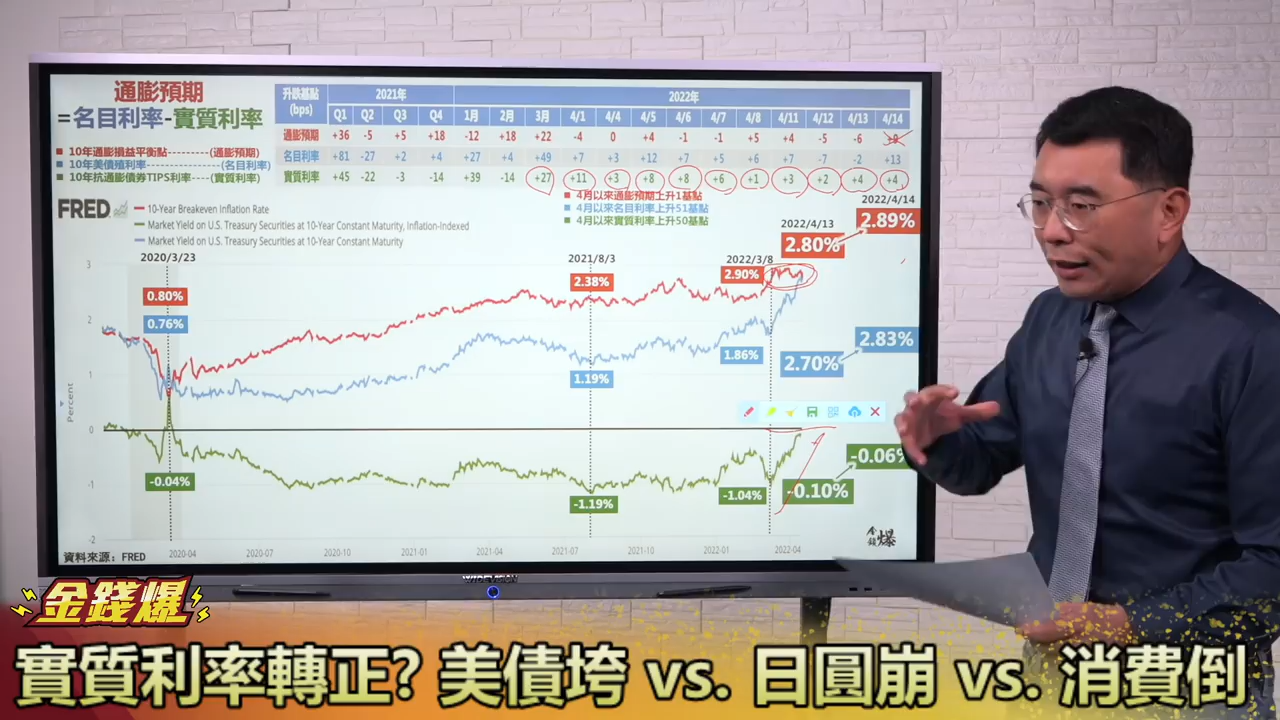 通膨預期
=名目利率-實質利率
10年通膨損益平衡點----------(通膨預期)
10年美債殖利率--------------(名目利率)
10年抗通膨債券TIPS利率----(實質利率)
升跌基點
(bps)
2021年
2022年
Q1 Q2 Q3 Q4 1月 2月 3月 4/1 4/4 4/5 4/6 4/7 4/8 4/11 4/12 4/13 4/14
通膨預期 +36 -5 +5 +18 -12 +18 +22 -4 0 +4 -1 -1 +5 +4 -5 -6
名目利率 +81 -27 +2 +4 +27 +4 +49 +7 +3 +12 +7 +5 +6 +7 -7 -2 +13
實質利率 +45 -22 -3 -14 +39 -14 +27 +11 +3 +8 +8 +6 +1 +3 +2 +4 +4
4月以來通膨預期上升1基點
4月以來名目利率上升51基點
4月以來實質利率上升50基點
FRED
10-Year Breakeven Inflation Rate
Market Yield on U.S. Treasury Securities at 10-Year Constant Maturity, Inflation-Indexed
Market Yield on U.S. Treasury Securities at 10-Year Constant Maturity
2022/4/14
2.89%
2022/4/13
2.80%
2020/3/23
2021/8/3
2022/3/8
3
2.90%
2.38%
0.80%
0.76%
2
2.83%
1.86%
2.70%
1.19%
1
Percent
0
-0.06%
-0.04%
-1
-1.19%
-1.04%
-0.10%
-2
金錢爆
資料來源：FRED
2020-04 2020-07 2020-10 2021-01 2021-04 2021-07 2021-10 2022-01 2022-04
金錢爆
實質利率轉正? 美債垮 vs. 日圓崩 vs. 消費倒